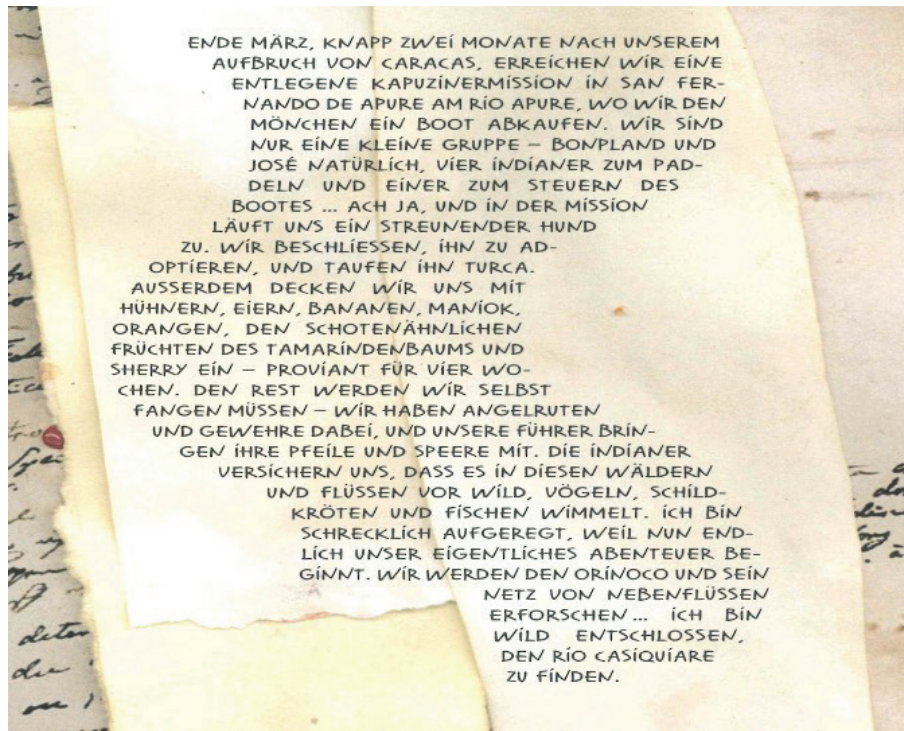 ENDE MÄRZ, KNAPP ZWEI MONATE NACH UNSEREM
AUFBRUCH VON CARACAS, ERREICHEN WIR EINE
ENTLEGENE KAPUZINERMISSION IN SAN FER-
NANDO DE APURE AM RIO APURE, WO WIR DEN
MÖNCHEN EIN BOOT ABKAUFEN. WIR SIND
NUR EINE KLEINE GRUPPE – BONPLAND UND
JOSÉ NATÜRLICH, VIER INDIANER ZUM PAD-
DELN UND EINER ZUM STEUERN DES
BOOTES ... ACH JA, UND IN DER MISSION
LÄUFT UNS EIN STREUNENDER HUND
ZU. WIR BESCHLIESSEN, IHN ZU AD-
OPTIEREN, UND TAUFEN IHN TURCA.
AUSSERDEM DECKEN WIR UNS MIT
HÜHNERN, EIERN, BANANEN, MANIOK,
ORANGEN, DEN SCHOTENÄHNLICHEN
FRÜCHTEN DES TAMARINDENBAUMS UND
SHERRY EIN – PROVIANT FÜR VIER WO-
CHEN. DEN REST WERDEN WIR SELBST
FANGEN MÜSSEN – WIR HABEN ANGELRUTEN
UND GEWEHRE DABEI, UND UNSERE FÜHRER BRIN-
GEN IHRE PFEILE UND SPEERE MIT. DIE INDIANER
VERSICHERN UNS, DASS ES IN DIESEN WÄLDERN
UND FLÜSSEN VOR WILD, VÖGELN, SCHILD-
KRÖTEN UND FISCHEN WIMMELT. ICH BIN
SCHRECKLICH AUFGEREGT, WEIL NUN END-
LICH UNSER EIGENTLICHES ABENTEUER BE-
GINNT. WIR WERDEN DEN ORINOCO UND SEIN
NETZ VON NEBENFLÜSSEN
ERFORSCHEN ... ICH BIN
WILD ENTSCHLOSSEN,
DEN RIO CASIQUIARE
ZU FINDEN.